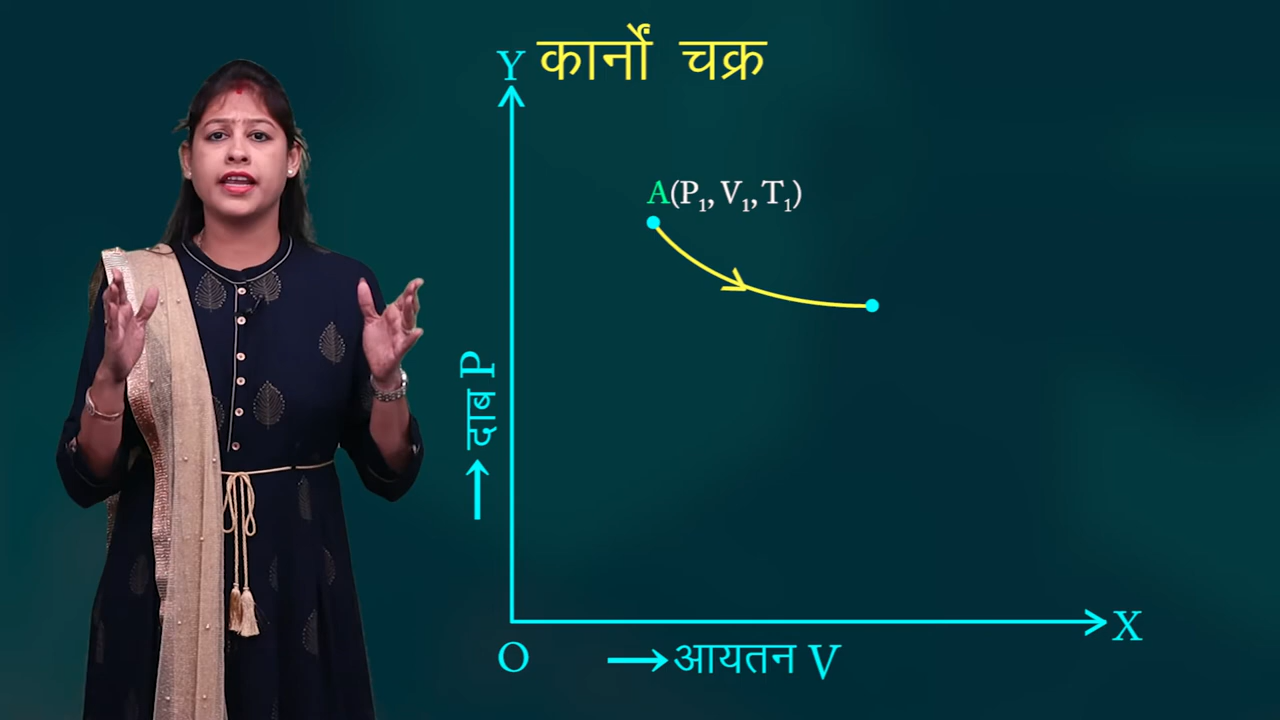 कार्नों चक्र
Y
A(P₁, V₁, T₁)
→ दाब P
X
O
→ आयतन V